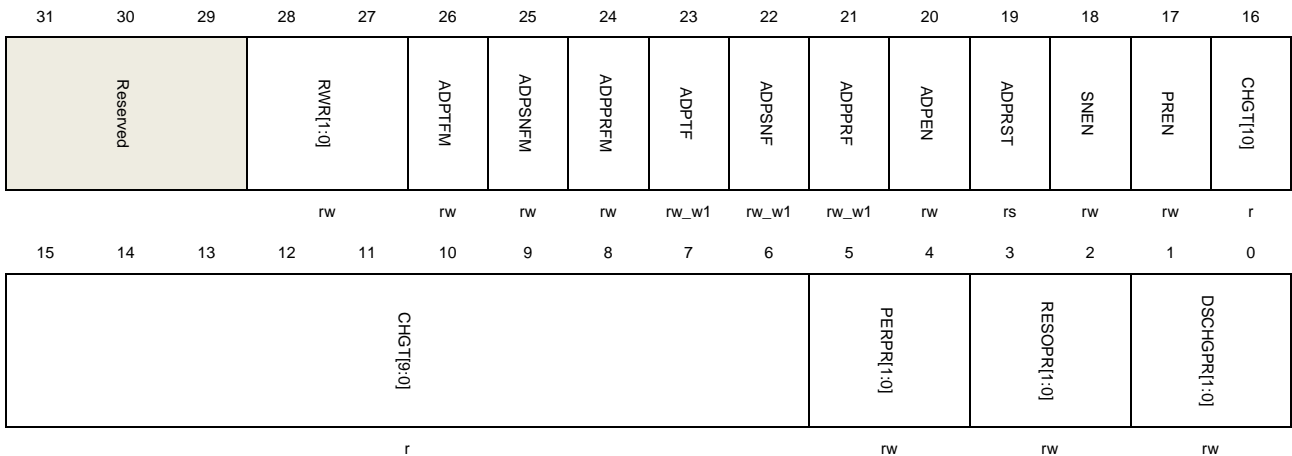 31 30 29 28 27 26 25 24 23 22 21 20 19 18 17 16
Reserved RWR[1:0] ADPTFM ADPSNFM ADPPRFM ADPTF ADPSNF ADPPRF ADPEN ADPRST SNEN PREN CHGT[10]
rw rw rw rw rw_w1 rw_w1 rw_w1 rw rs rw rw r
15 14 13 12 11 10 9 8 7 6 5 4 3 2 1 0
CHGT[9:0] PERPR[1:0] RESOPR[1:0] DSCHGPR[1:0]
r rw rw rw